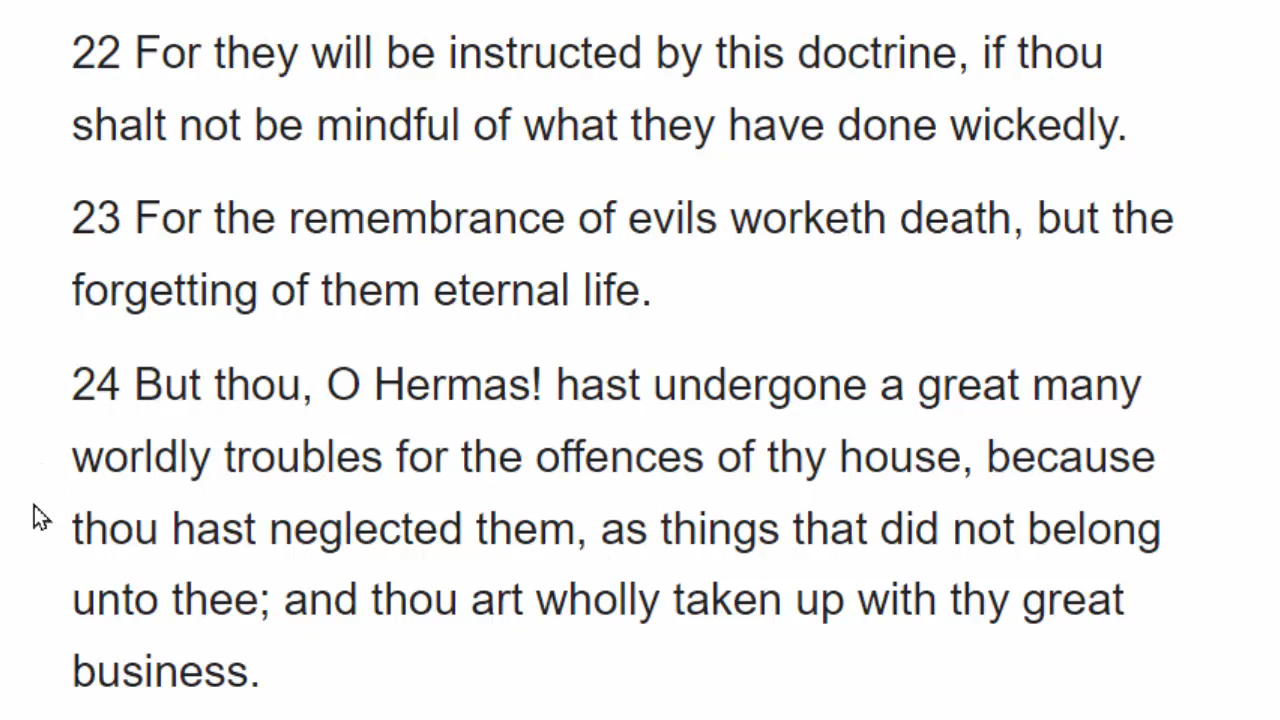 22 For they will be instructed by this doctrine, if thou
shalt not be mindful of what they have done wickedly.
23 For the remembrance of evils worketh death, but the
forgetting of them eternal life.
24 But thou, O Hermas! hast undergone a great many
worldly troubles for the offences of thy house, because
thou hast neglected them, as things that did not belong
unto thee; and thou art wholly taken up with thy great
business.